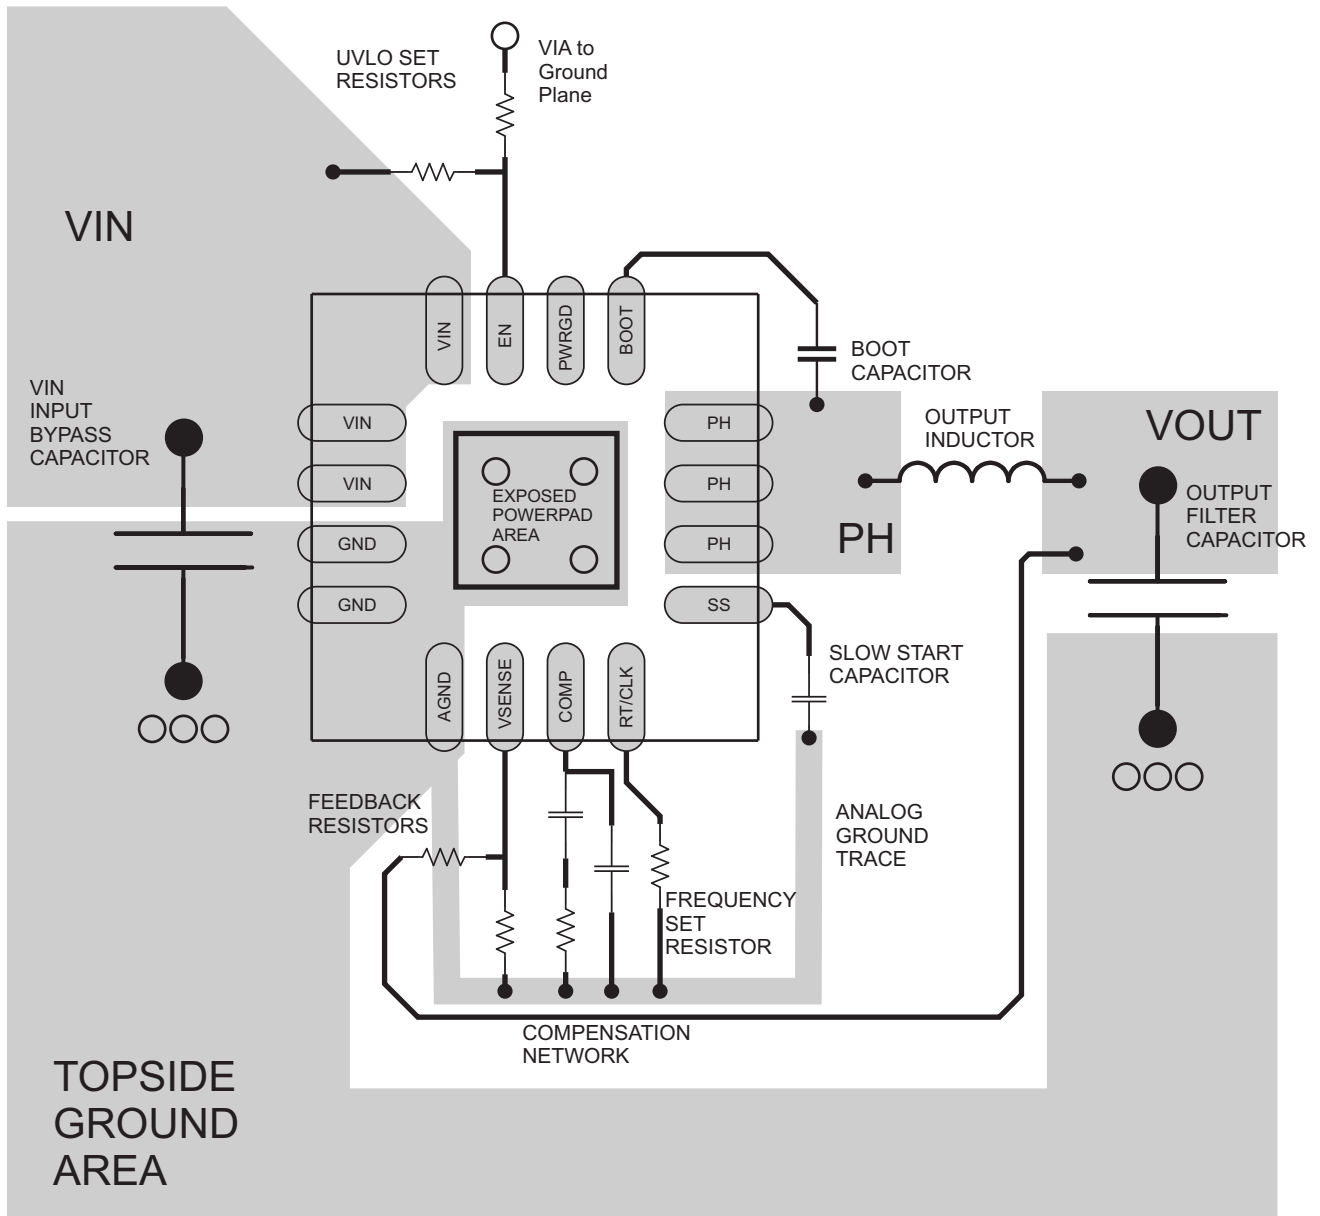 UVLO SET
RESISTORS
VIA to
Ground
Plane
VIN
VIN
EN
PWRGD
BOOT
BOOT
CAPACITOR
VIN
INPUT
BYPASS
CAPACITOR
VIN
VIN
GND
GND
EXPOSED
POWERPAD
AREA
PH
PH
PH
SS
PH
OUTPUT
INDUCTOR
VOUT
OUTPUT
FILTER
CAPACITOR
AGND
VSENSE
COMP
RT/CLK
SLOW START
CAPACITOR
FEEDBACK
RESISTORS
ANALOG
GROUND
TRACE
FREQUENCY
SET
RESISTOR
COMPENSATION
NETWORK
TOPSIDE
GROUND
AREA